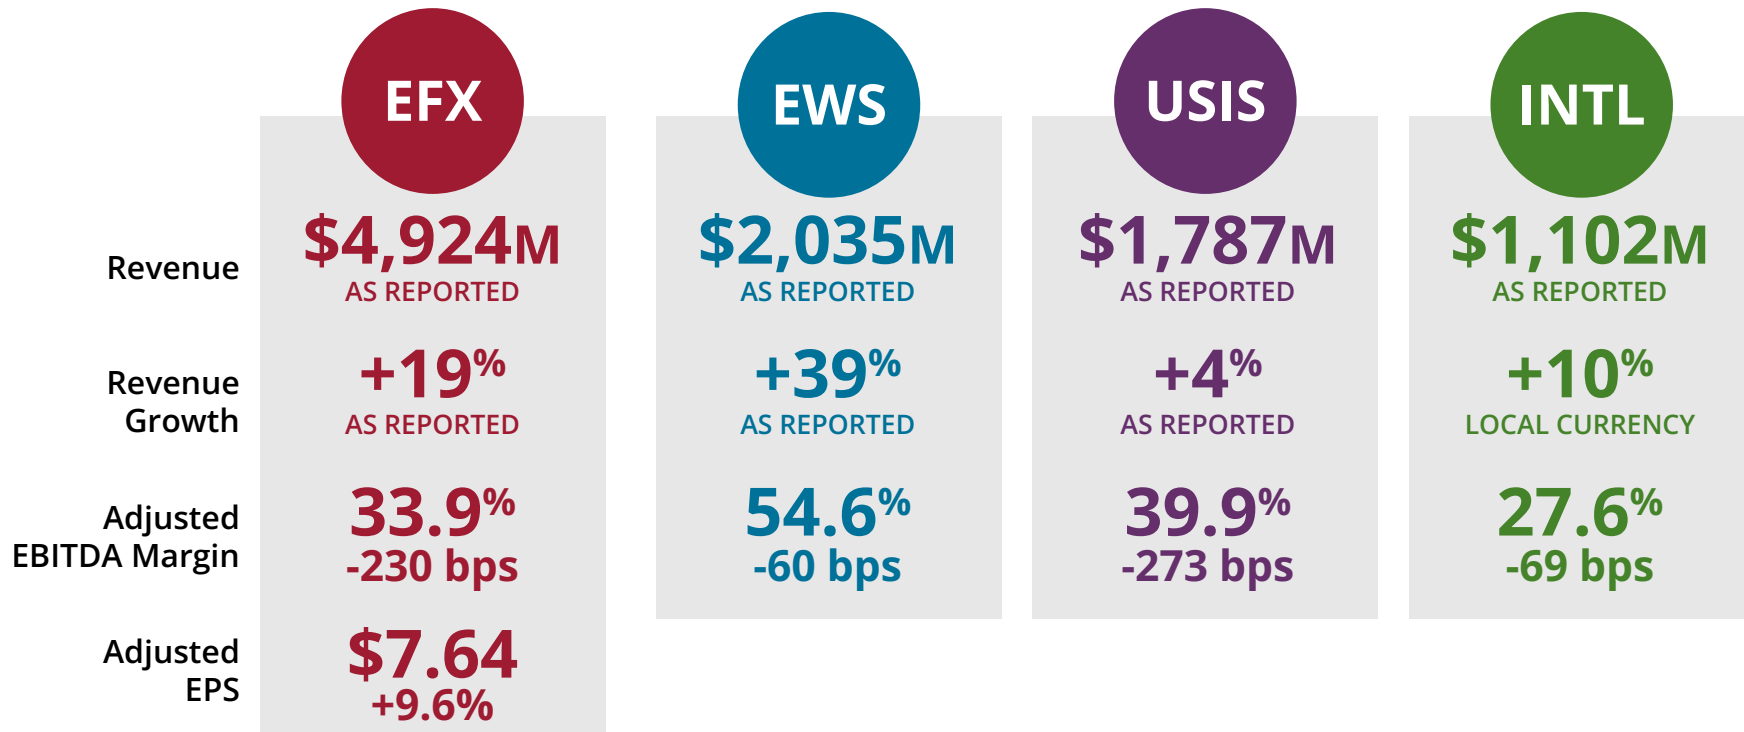 EFX EWS USIS INTL
Revenue $4,924M $2,035M $1,787M $1,102M
AS REPORTED AS REPORTED AS REPORTED AS REPORTED
Revenue
Growth +19% +39% +4% +10%
AS REPORTED AS REPORTED AS REPORTED LOCAL CURRENCY
Adjusted
EBITDA Margin 33.9% 54.6% 39.9% 27.6%
-230 bps -60 bps -273 bps -69 bps
Adjusted
EPS $7.64
+9.6%